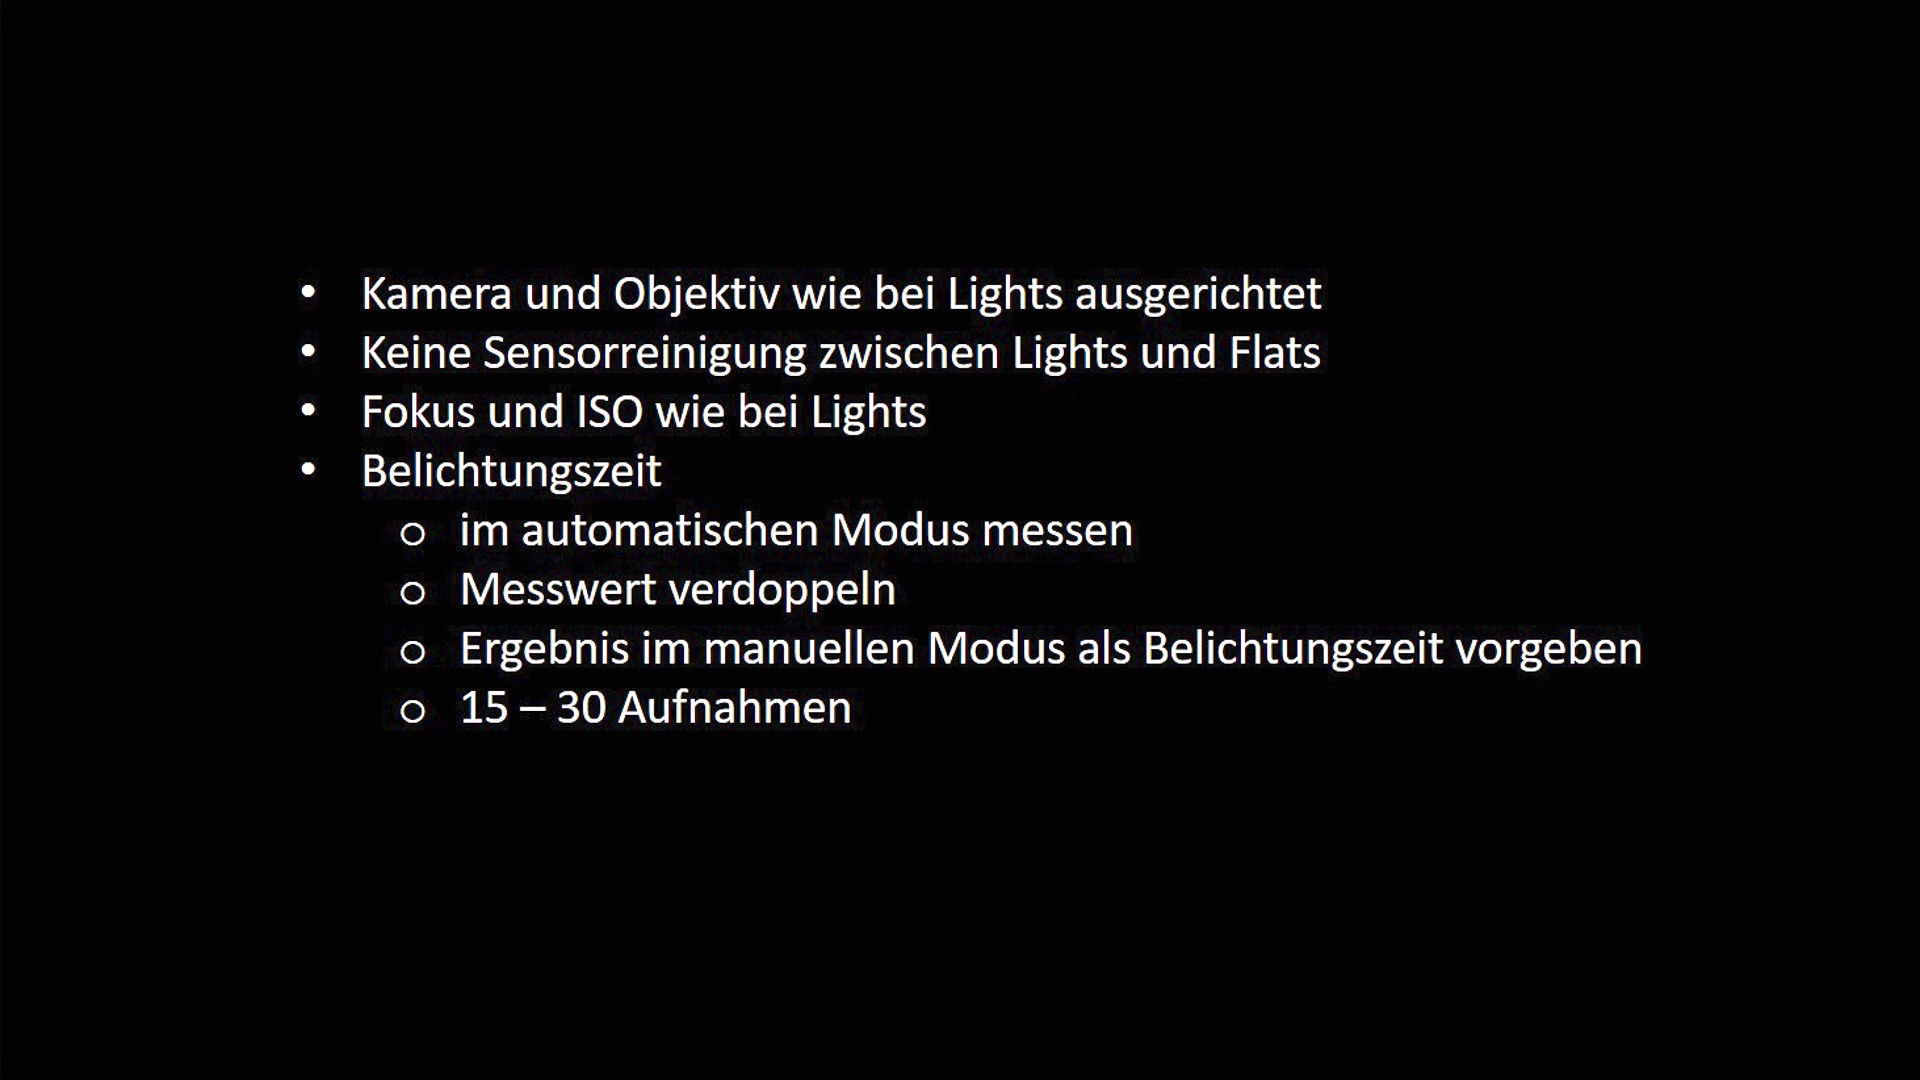 • Kamera und Objektiv wie bei Lights ausgerichtet
• Keine Sensorreinigung zwischen Lights und Flats
• Fokus und ISO wie bei Lights
• Belichtungszeit
o im automatischen Modus messen
o Messwert verdoppeln
o Ergebnis im manuellen Modus als Belichtungszeit vorgeben
o 15 – 30 Aufnahmen